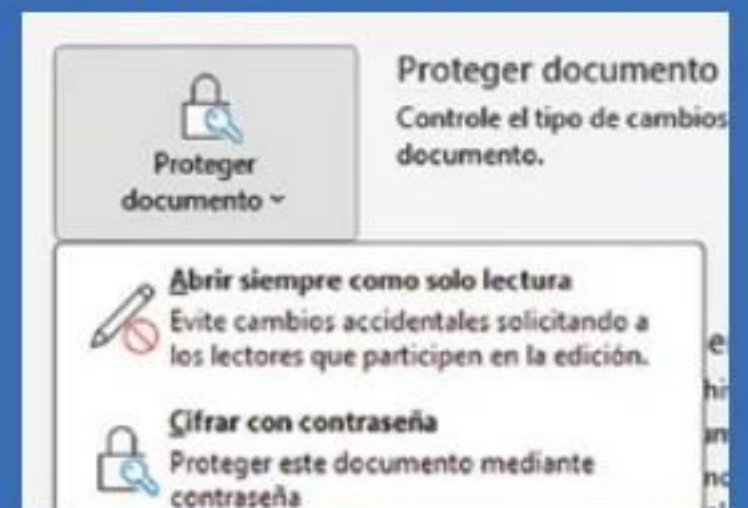 Proteger documento
Controle el tipo de cambios
documento.
Proteger
documento
Abrir siempre como solo lectura
Evite cambios accidentales solicitando a
los lectores que participen en la edición.
Cifrar con contraseña
Proteger este documento mediante
contraseña